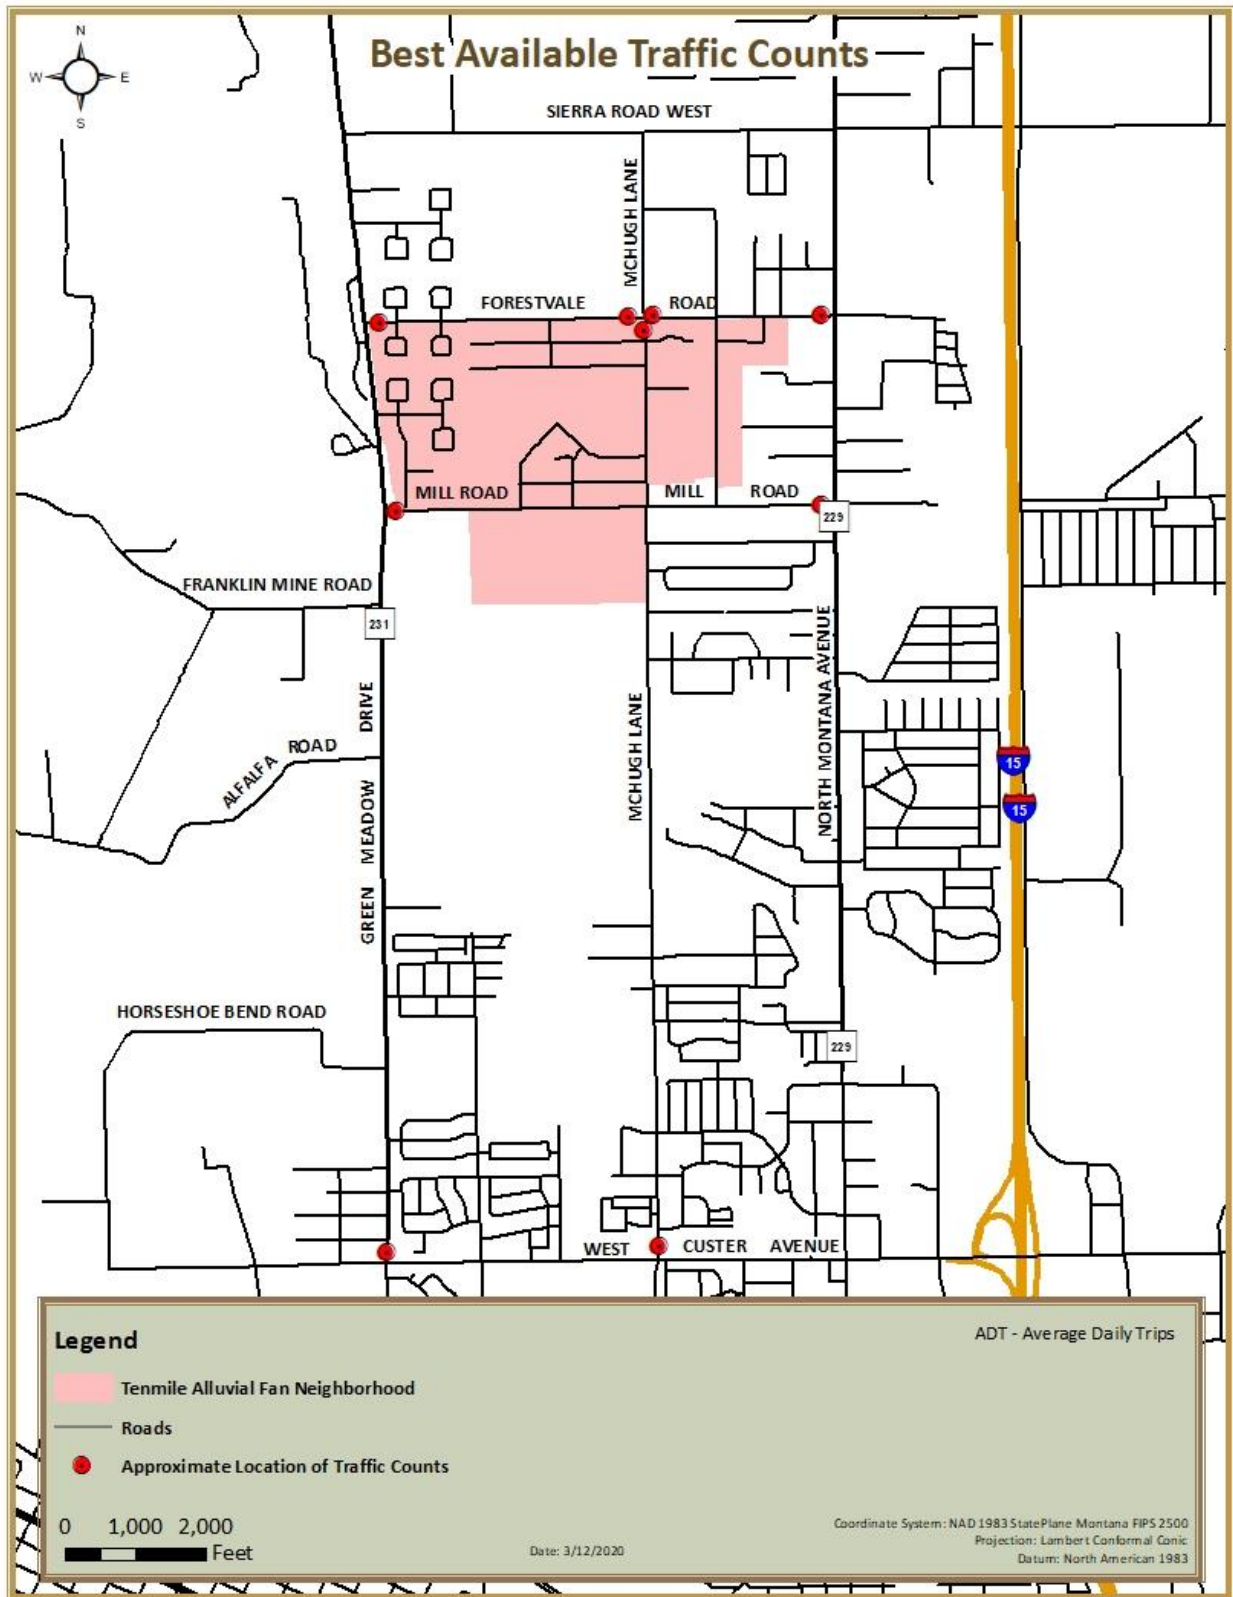 N
Best Available Traffic Counts
W
E
S
SIERRA ROAD WEST
MCHUGH LANE
FORESTVALE
ROAD
MILL ROAD
MILL
ROAD
229
FRANKLIN MINE ROAD
231
GREEN MEADOW DRIVE
MCHUGH LANE
NORTH MONTANA AVENUE
ALFALFA ROAD
15
15
HORSESHOE BEND ROAD
229
WEST CUSTER AVENUE
Legend
ADT - Average Daily Trips
Tenmile Alluvial Fan Neighborhood
Roads
Approximate Location of Traffic Counts
0 1,000 2,000
Feet
Date: 3/12/2020
Coordinate System: NAD 1983 StatePlane Montana FIPS 2500
Projection: Lambert Conformal Conic
Datum: North American 1983